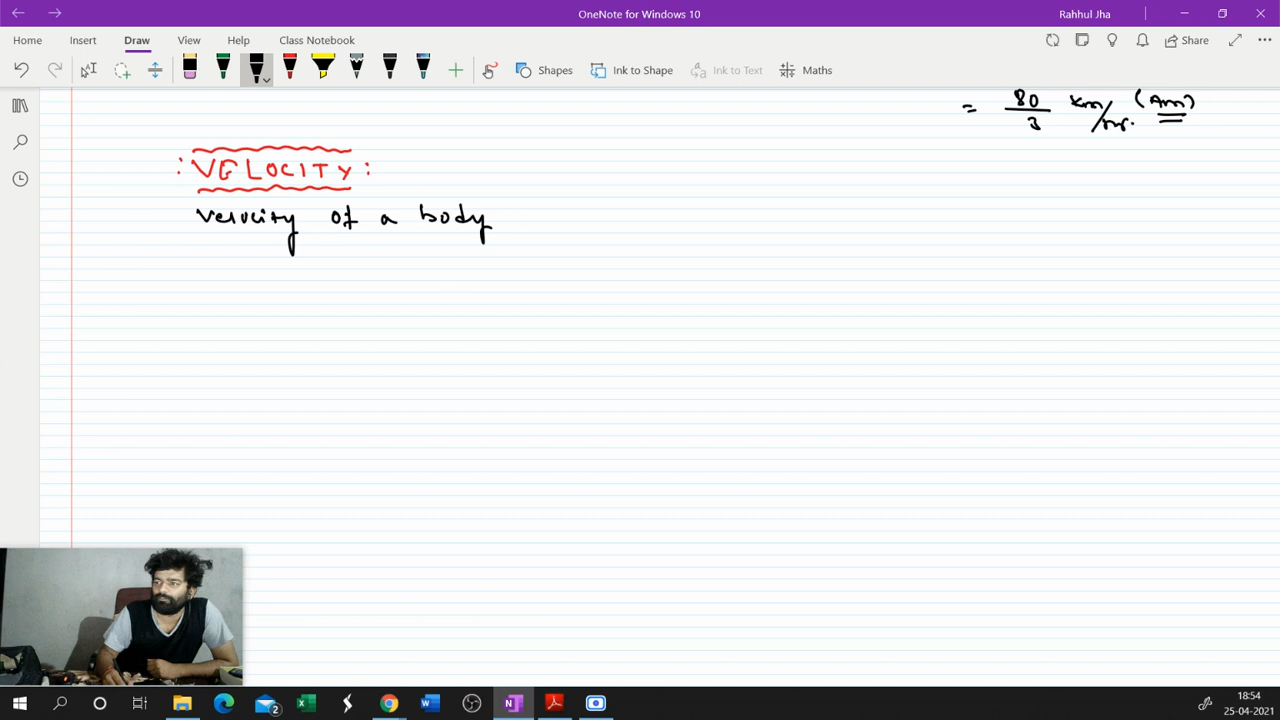 OneNote for Windows 10
Rahhul Jha
Home Insert Draw View Help Class Notebook
Share
Shapes Ink to Shape Ink to Text Maths
= 80/3 km/hr. (Ans)
: VELOCITY :
velocity of a body
2
18:54
25-04-2021